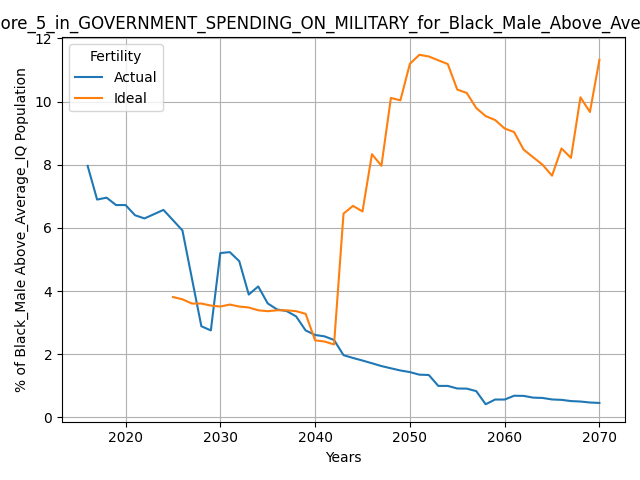 ore_5_in_GOVERNMENT_SPENDING_ON_MILITARY_for_Black_Male_Above_Ave
% of Black_Male Above_Average_IQ Population
12
10
8
6
4
2
0
Fertility
Actual
Ideal
2020
2030
2040
2050
2060
2070
Years